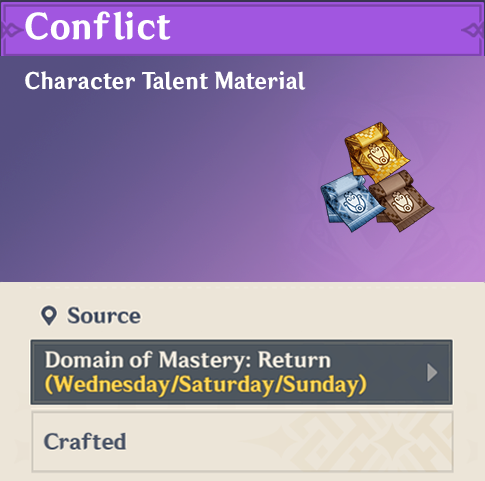 Conflict
Character Talent Material
Source
Domain of Mastery: Return
(Wednesday/Saturday/Sunday)
Crafted